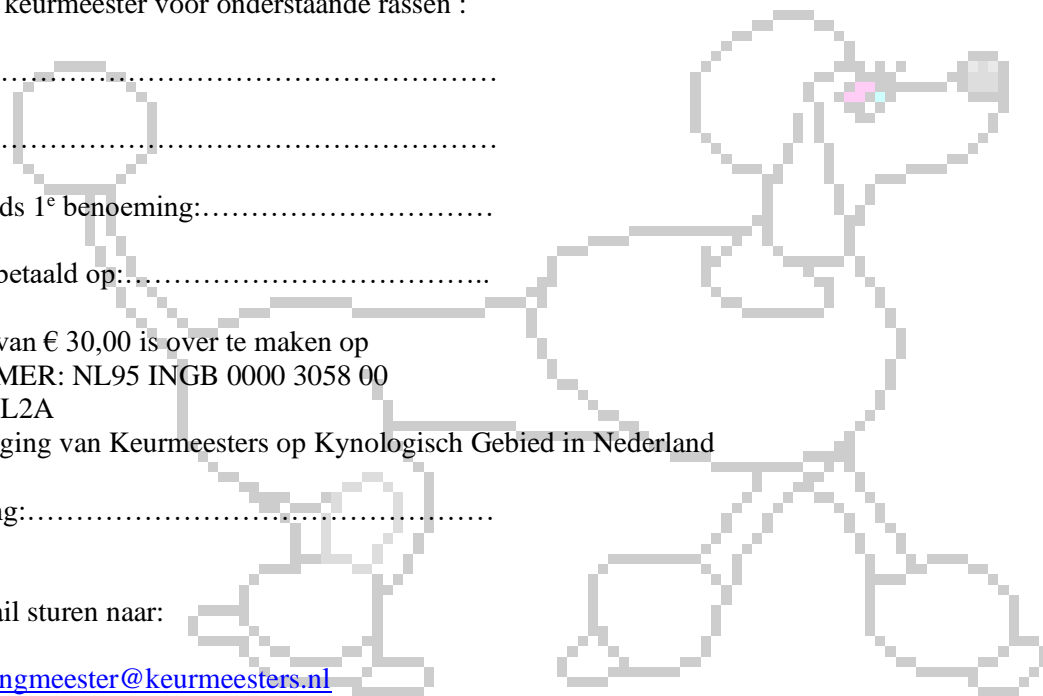 keurmeester voor onderstaande rassen :
…………………………………………………
…………………………………………………
ds 1e benoeming:…………………………
betaald op:………………………………..
van € 30,00 is over te maken op
MER: NL95 INGB 0000 3058 00
L2A
ging van Keurmeesters op Kynologisch Gebied in Nederland
ng:…………………………………………
il sturen naar:
ngmeester@keurmeesters.nl